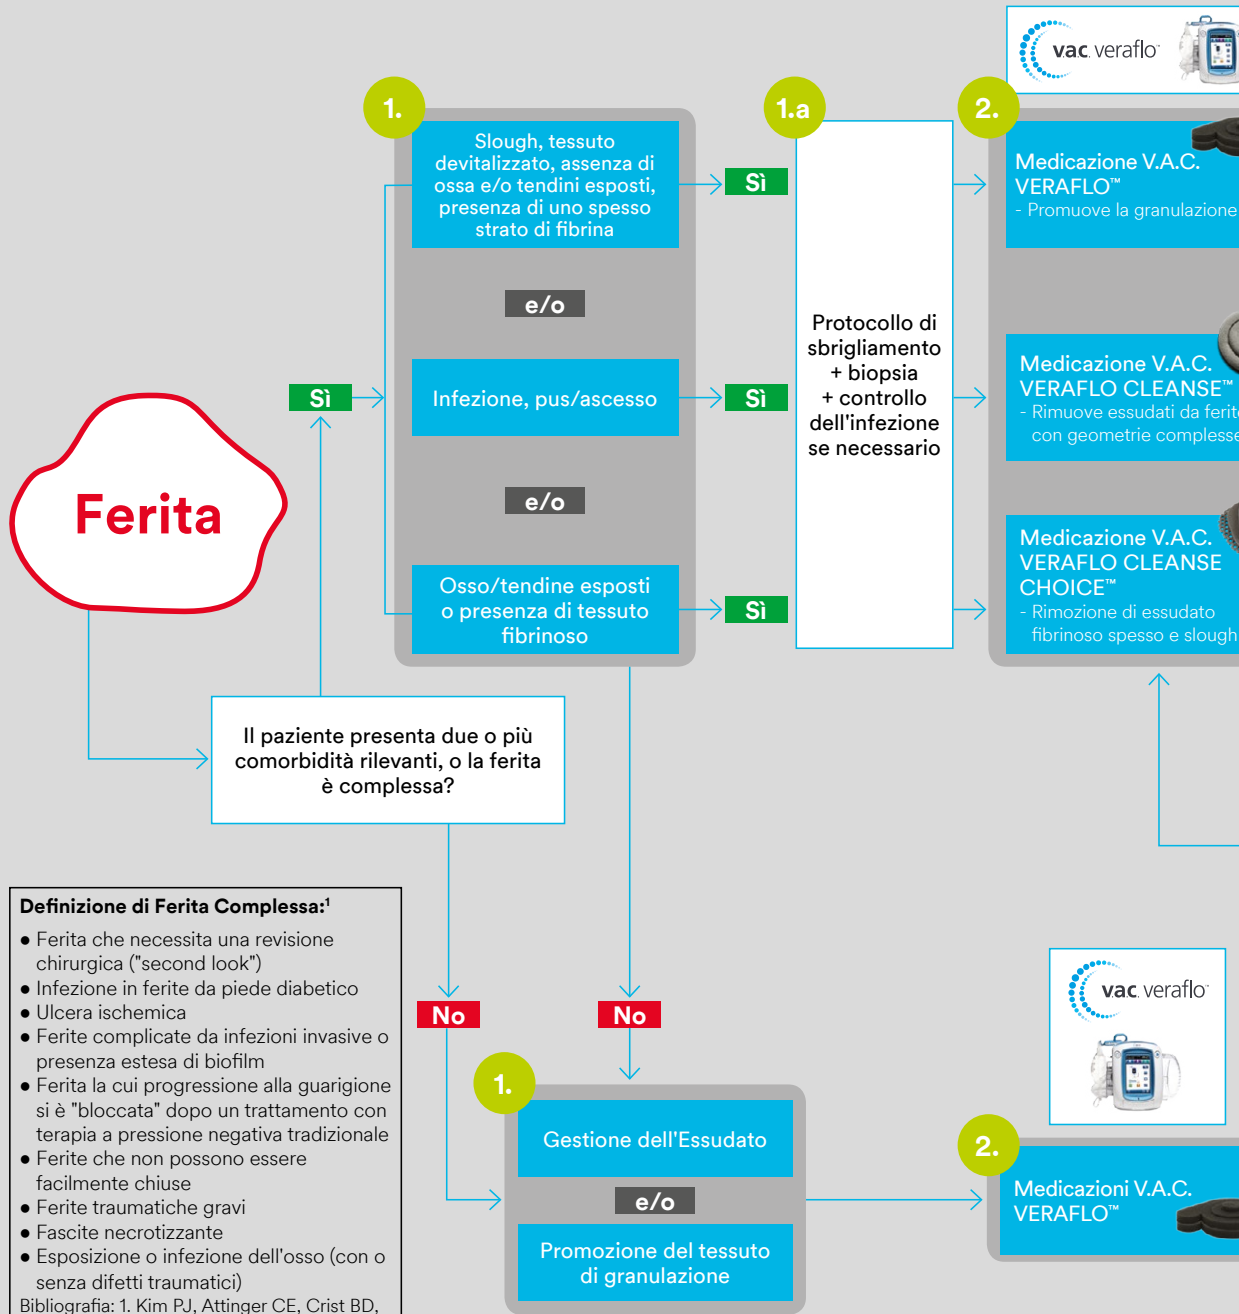 v.a.c. veraflo™
1.
1.a
2.
Slough, tessuto
devitalizzato, assenza di
ossa e/o tendini esposti,
presenza di uno spesso
strato di fibrina
Sì
Medicazione V.A.C.
VERAFLO™
- Promuove la granulazione
e/o
Protocollo di
sbrigliamento
+ biopsia
+ controllo
dell'infezione
se necessario
Sì
Infezione, pus/ascesso
Sì
Medicazione V.A.C.
VERAFLO CLEANSE™
- Rimuove essudati da ferite
con geometrie complesse
Ferita
e/o
Osso/tendine esposti
o presenza di tessuto
fibrinoso
Sì
Medicazione V.A.C.
VERAFLO CLEANSE
CHOICE™
- Rimozione di essudato
fibrinoso spesso e slough
Il paziente presenta due o più
comorbidità rilevanti, o la ferita
è complessa?
Definizione di Ferita Complessa:¹
● Ferita che necessita una revisione
chirurgica ("second look")
● Infezione in ferite da piede diabetico
● Ulcera ischemica
● Ferite complicate da infezioni invasive o
presenza estesa di biofilm
● Ferita la cui progressione alla guarigione
si è "bloccata" dopo un trattamento con
terapia a pressione negativa tradizionale
● Ferite che non possono essere
facilmente chiuse
● Ferite traumatiche gravi
● Fascite necrotizzante
● Esposizione o infezione dell'osso (con o
senza difetti traumatici)
Bibliografia: 1. Kim PJ, Attinger CE, Crist BD,
No
No
v.a.c. veraflo™
1.
Gestione dell'Essudato
e/o
Promozione del tessuto
di granulazione
2.
Medicazioni V.A.C.
VERAFLO™